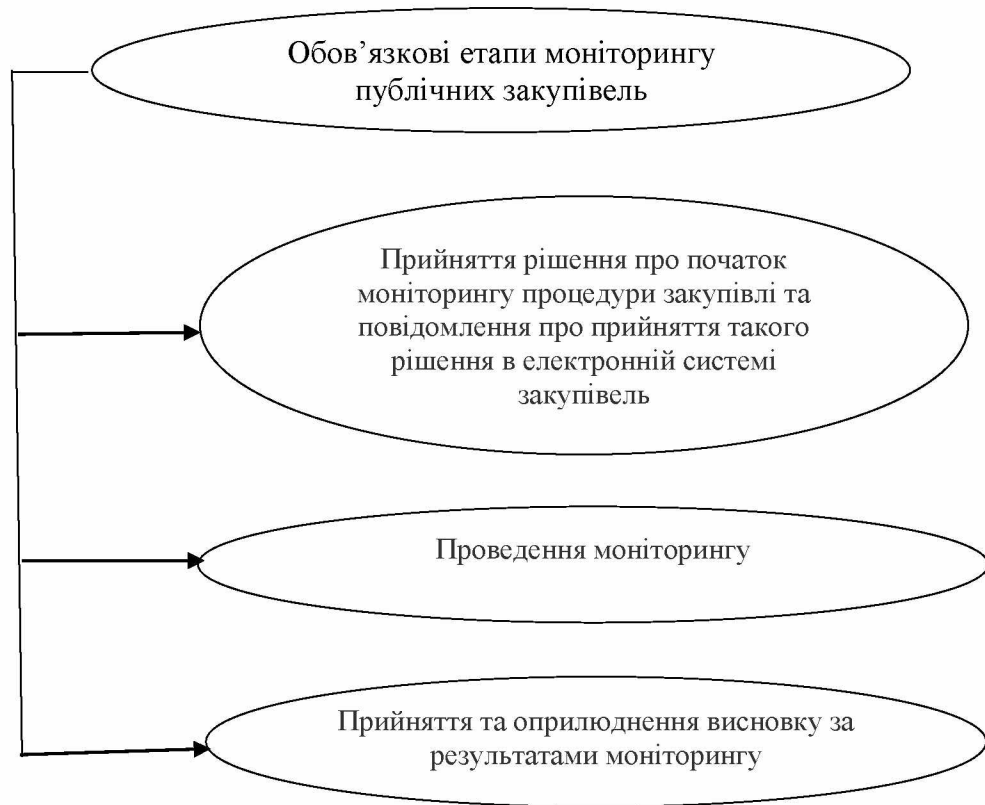 Обов’язкові етапи моніторингу
публічних закупівель
Прийняття рішення про початок
моніторингу процедури закупівлі та
повідомлення про прийняття такого
рішення в електронній системі
закупівель
Проведення моніторингу
Прийняття та оприлюднення висновку за
результатами моніторингу